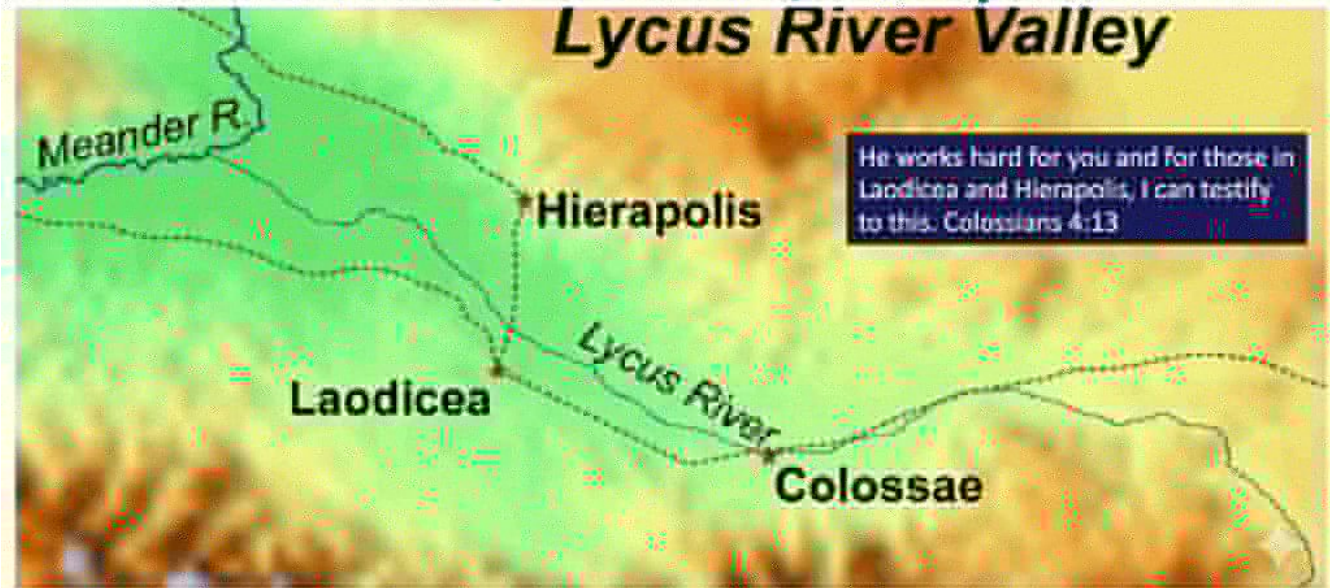 Lycus River Valley
Meander R.
He works hard for you and for those in
Laodicea and Hierapolis, I can testify
to this. Colossians 4:13
Hierapolis
Lycus River
Laodicea
Colossae